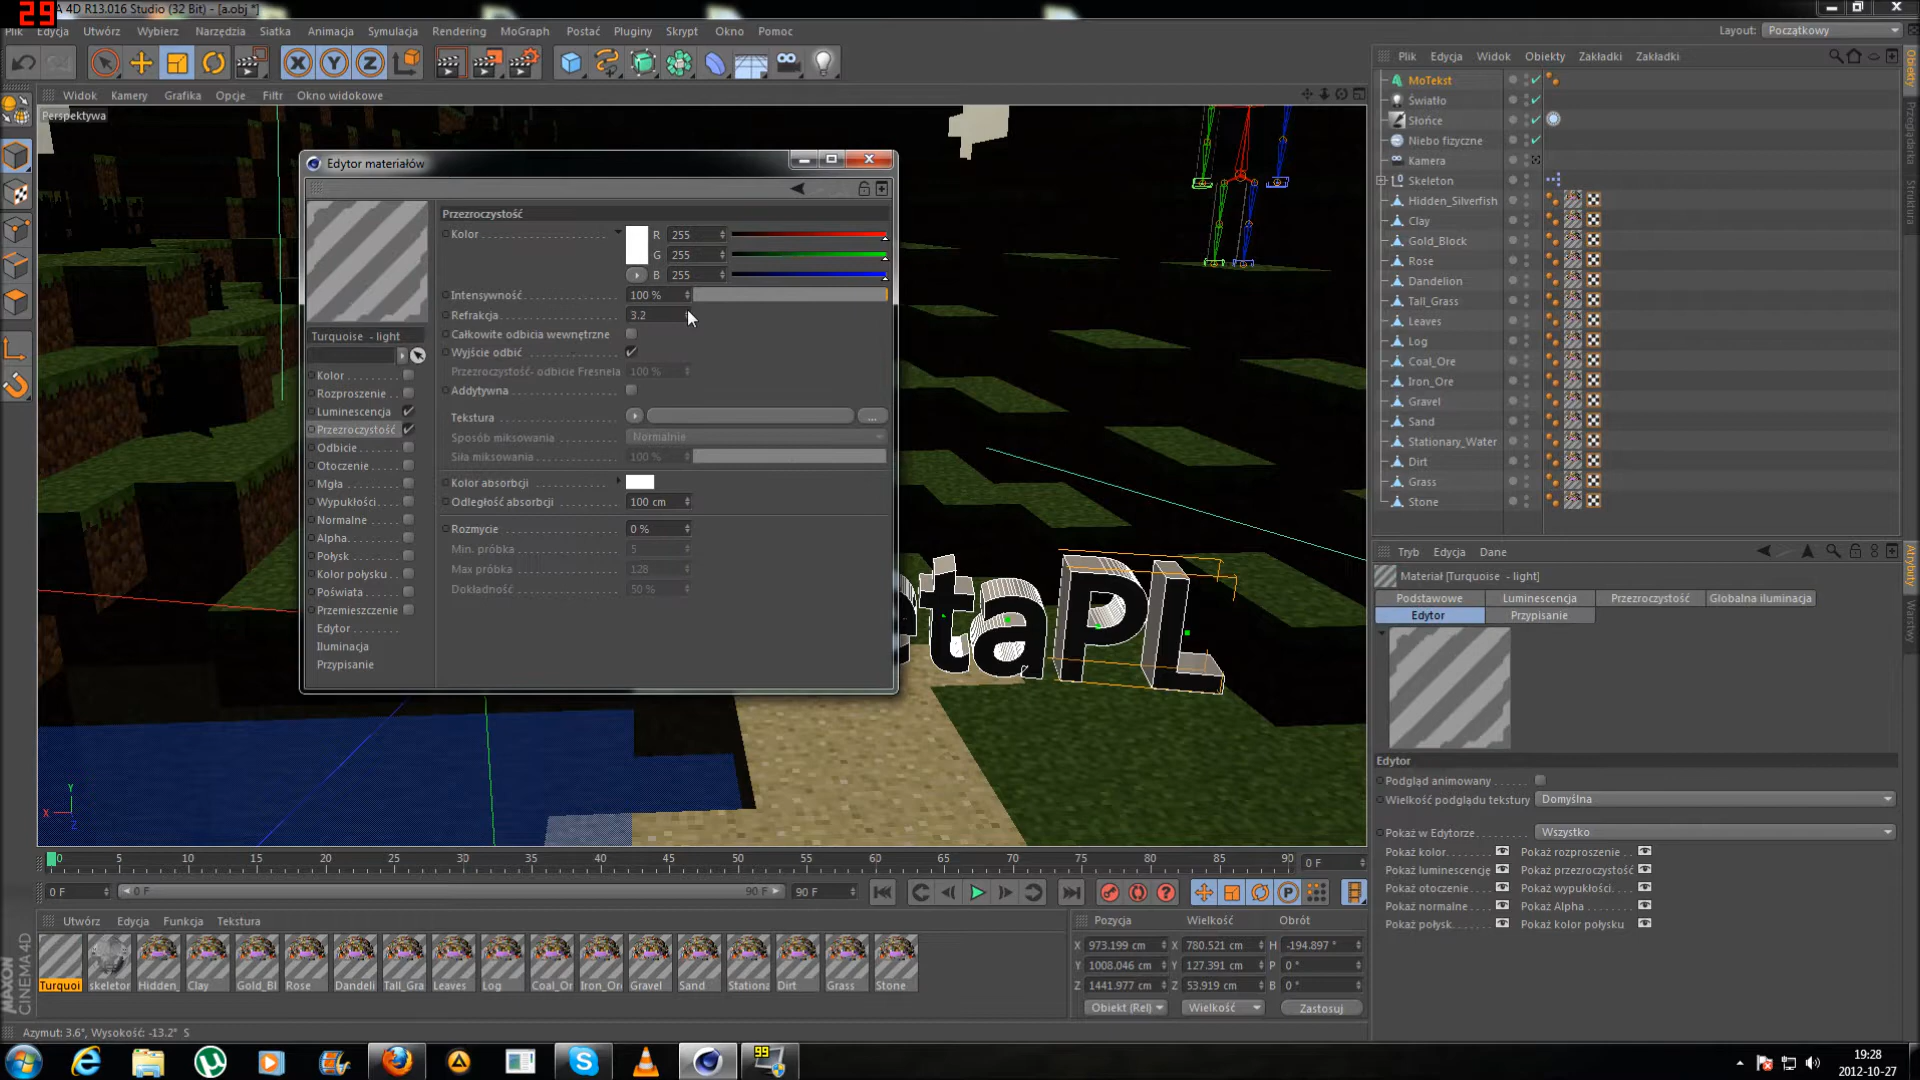 29
4D R13.016 Studio (32 Bit) - [a.obj *]
Plik Edycja Utwórz Wybierz Narzędzia Siatka Animacja Symulacja Rendering MoGraph Postać Pluginy Skrypt Okno Pomoc
Layout: Początkowy
X Y Z
Widok Kamery Grafika Opcje Filtr Okno widokowe
Perspektywa
Edytor materiałów
Przezroczystość
Kolor R 255
G 255
B 255
Intensywność 100 %
Refrakcja 3.2
Całkowite odbicia wewnętrzne
Wyjście odbić
Przezroczystość- odbicie Fresnela 100 %
Addytywna
Tekstura ...
Sposób miksowania Normalnie
Siła miksowania 100 %
Kolor absorbcji
Odległość absorbcji 100 cm
Rozmycie 0 %
Min. próbka 5
Max próbka 128
Dokładność 50 %
Turquoise - light
Kolor
Rozproszenie
Luminescencja
Przezroczystość
Odbicie
Otoczenie
Mgła
Wypukłości
Normalne
Alpha
Połysk
Kolor połysku
Poświata
Przemieszczenie
Edytor
Iluminacja
Przypisanie
taPL
Plik Edycja Widok Obiekty Zakładki Zakładki
MoTekst
Światło
Słońce
Niebo fizyczne
Kamera
Skeleton
Hidden_Silverfish
Clay
Gold_Block
Rose
Dandelion
Tall_Grass
Leaves
Log
Coal_Ore
Iron_Ore
Gravel
Sand
Stationary_Water
Dirt
Grass
Stone
Obiekty
Przeglądarka
Struktura
Tryb Edycja Dane
Materiał [Turquoise - light]
Podstawowe Luminescencja Przezroczystość Globalna iluminacja
Edytor Przypisanie
Edytor
Podgląd animowany
Wielkość podglądu tekstury Domyślna
Pokaż w Edytorze Wszystko
Pokaż kolor Pokaż rozproszenie
Pokaż luminescencję Pokaż przezroczystość
Pokaż otoczenie Pokaż wypukłości
Pokaż normalne Pokaż Alpha
Pokaż połysk Pokaż kolor połysku
Atrybuty
Warstwy
Y
X
Z
0 5 10 15 20 25 30 35 40 45 50 55 60 65 70 75 80 85 90 0 F
0 F 0 F 90 F 90 F
Utwórz Edycja Funkcja Tekstura
Turquoi skeletor Hidden_ Clay Gold_Bl Rose Dandeli Tall_Gra Leaves Log Coal_Or Iron_Or Gravel Sand Stationa Dirt Grass Stone
Pozycja Wielkość Obrót
X 973.199 cm X 780.521 cm H -194.897 °
Y 1008.046 cm Y 127.391 cm P 0 °
Z 1441.977 cm Z 53.919 cm B 0 °
Obiekt (Rel) Wielkość Zastosuj
MAXON
CINEMA 4D
Azymut: 3.6°, Wysokość: -13.2° S
99
19:28
2012-10-27